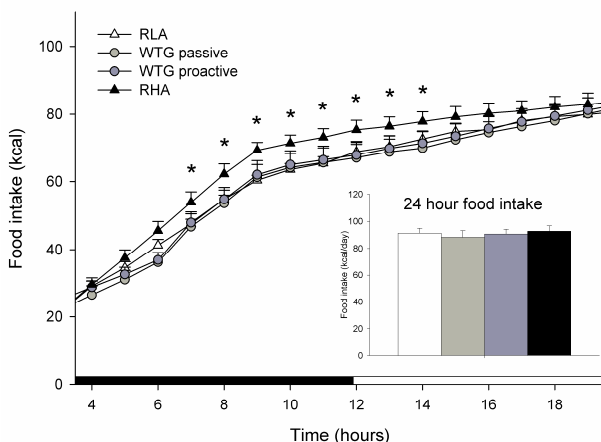 100
80
60
40
20
0
Food intake (kcal)
RLA
WTG passive
WTG proactive
RHA
* * * * * * * *
24 hour food intake
120
100
80
60
40
20
0
Food intake (kcal/day)
4 6 8 10 12 14 16 18
Time (hours)